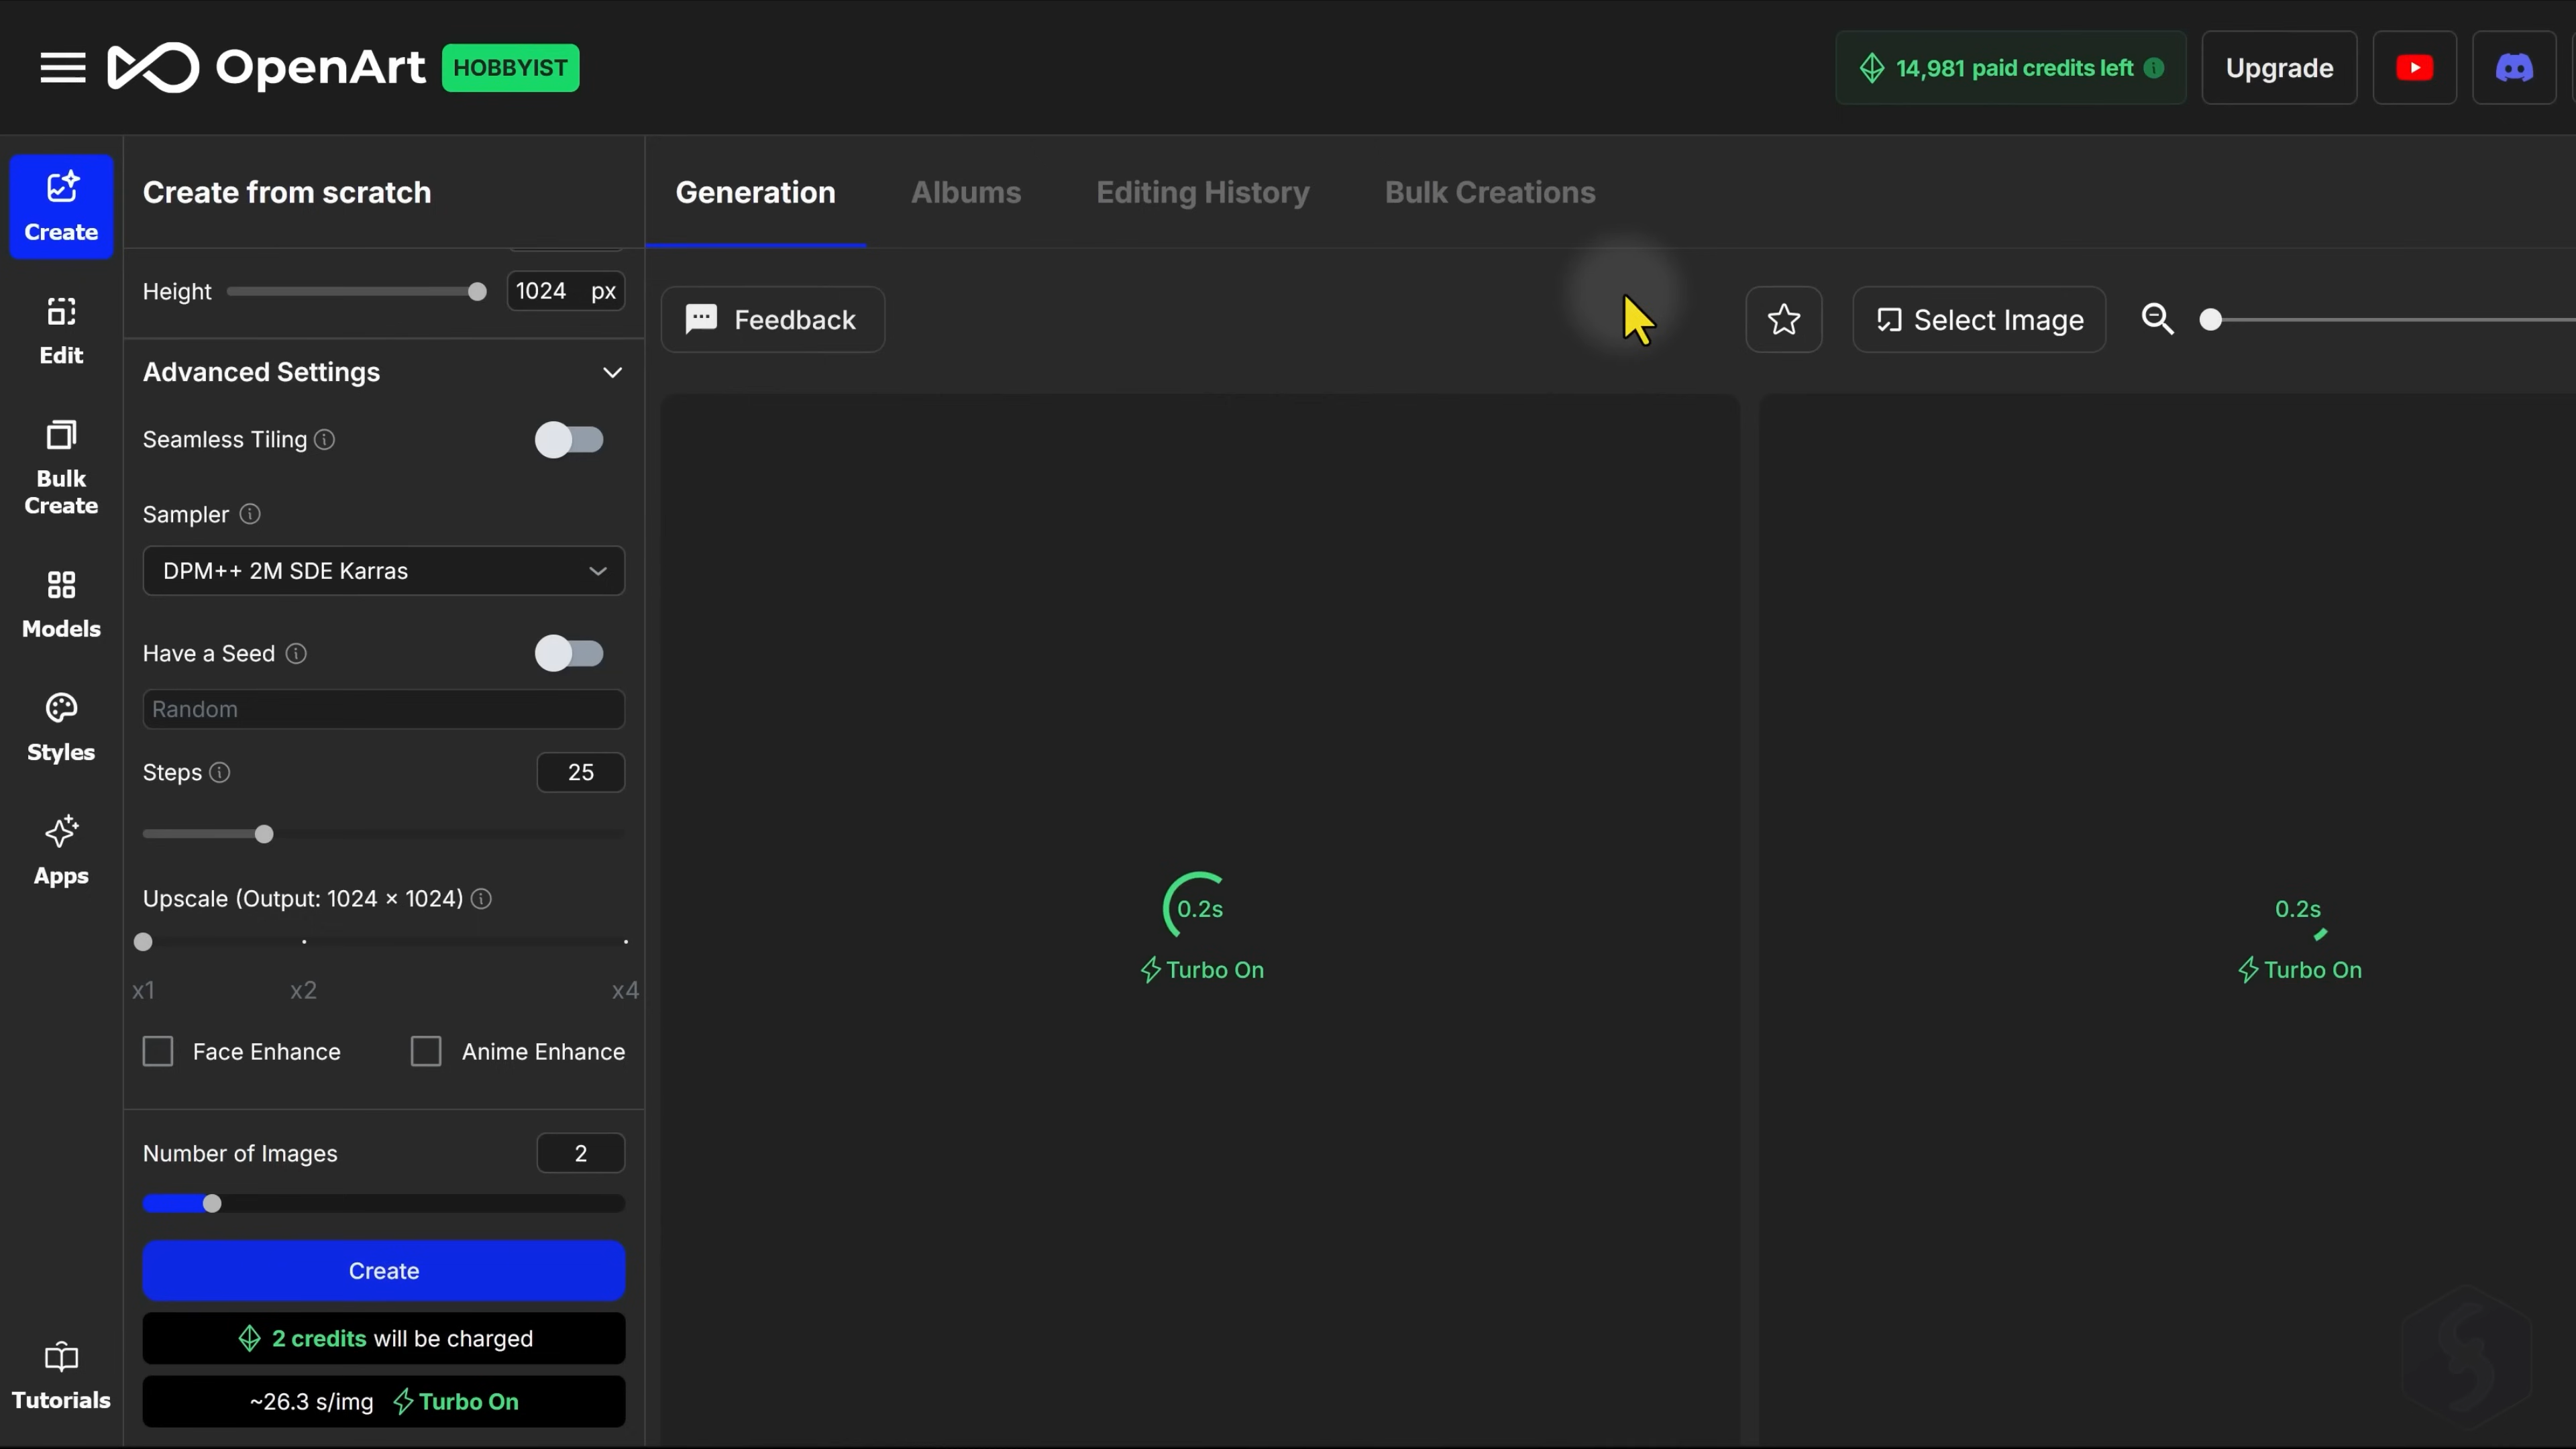 OpenArt HOBBYIST
14,981 paid credits left
Upgrade
Create
Edit
Bulk
Create
Models
Styles
Apps
Tutorials
Create from scratch
Height 1024 px
Advanced Settings
Seamless Tiling
Sampler
DPM++ 2M SDE Karras
Have a Seed
Random
Steps 25
Upscale (Output: 1024 × 1024)
x1 x2 x4
Face Enhance Anime Enhance
Number of Images 2
Create
2 credits will be charged
~26.3 s/img Turbo On
Generation Albums Editing History Bulk Creations
Feedback
Select Image
0.2s
Turbo On
0.2s
Turbo On